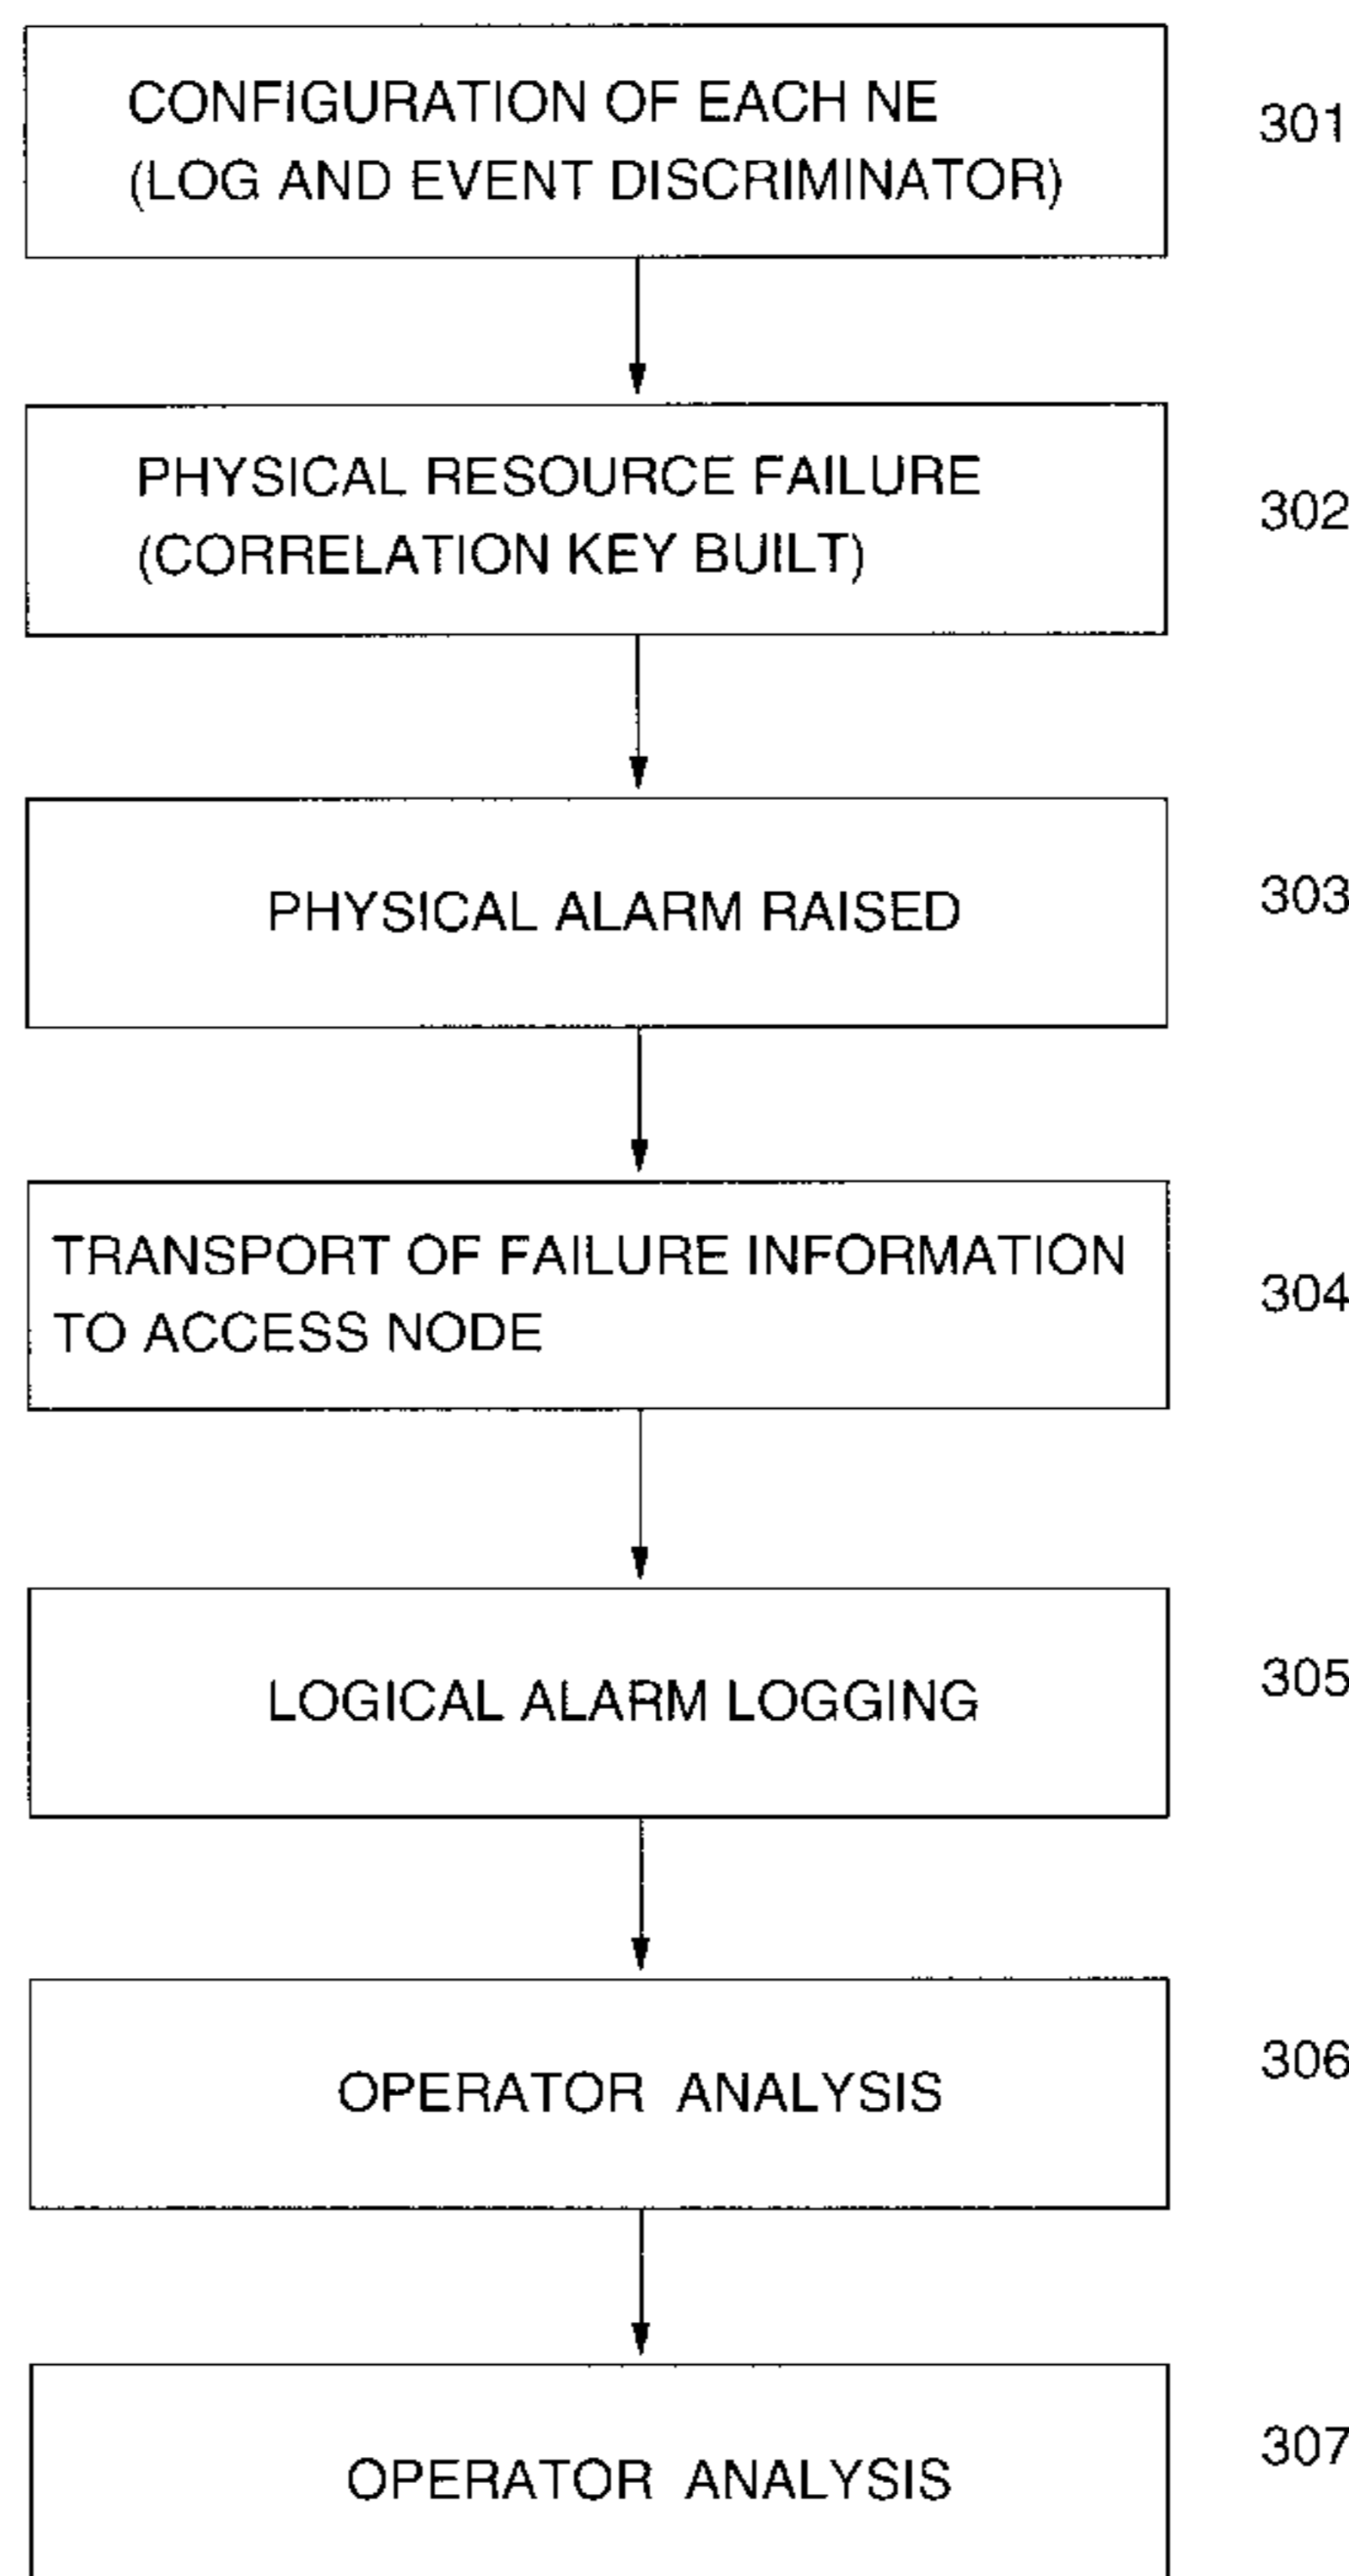 CONFIGURATION OF EACH NE
(LOG AND EVENT DISCRIMINATOR)
301
PHYSICAL RESOURCE FAILURE
(CORRELATION KEY BUILT)
302
PHYSICAL ALARM RAISED
303
TRANSPORT OF FAILURE INFORMATION
TO ACCESS NODE
304
LOGICAL ALARM LOGGING
305
OPERATOR ANALYSIS
306
OPERATOR ANALYSIS
307